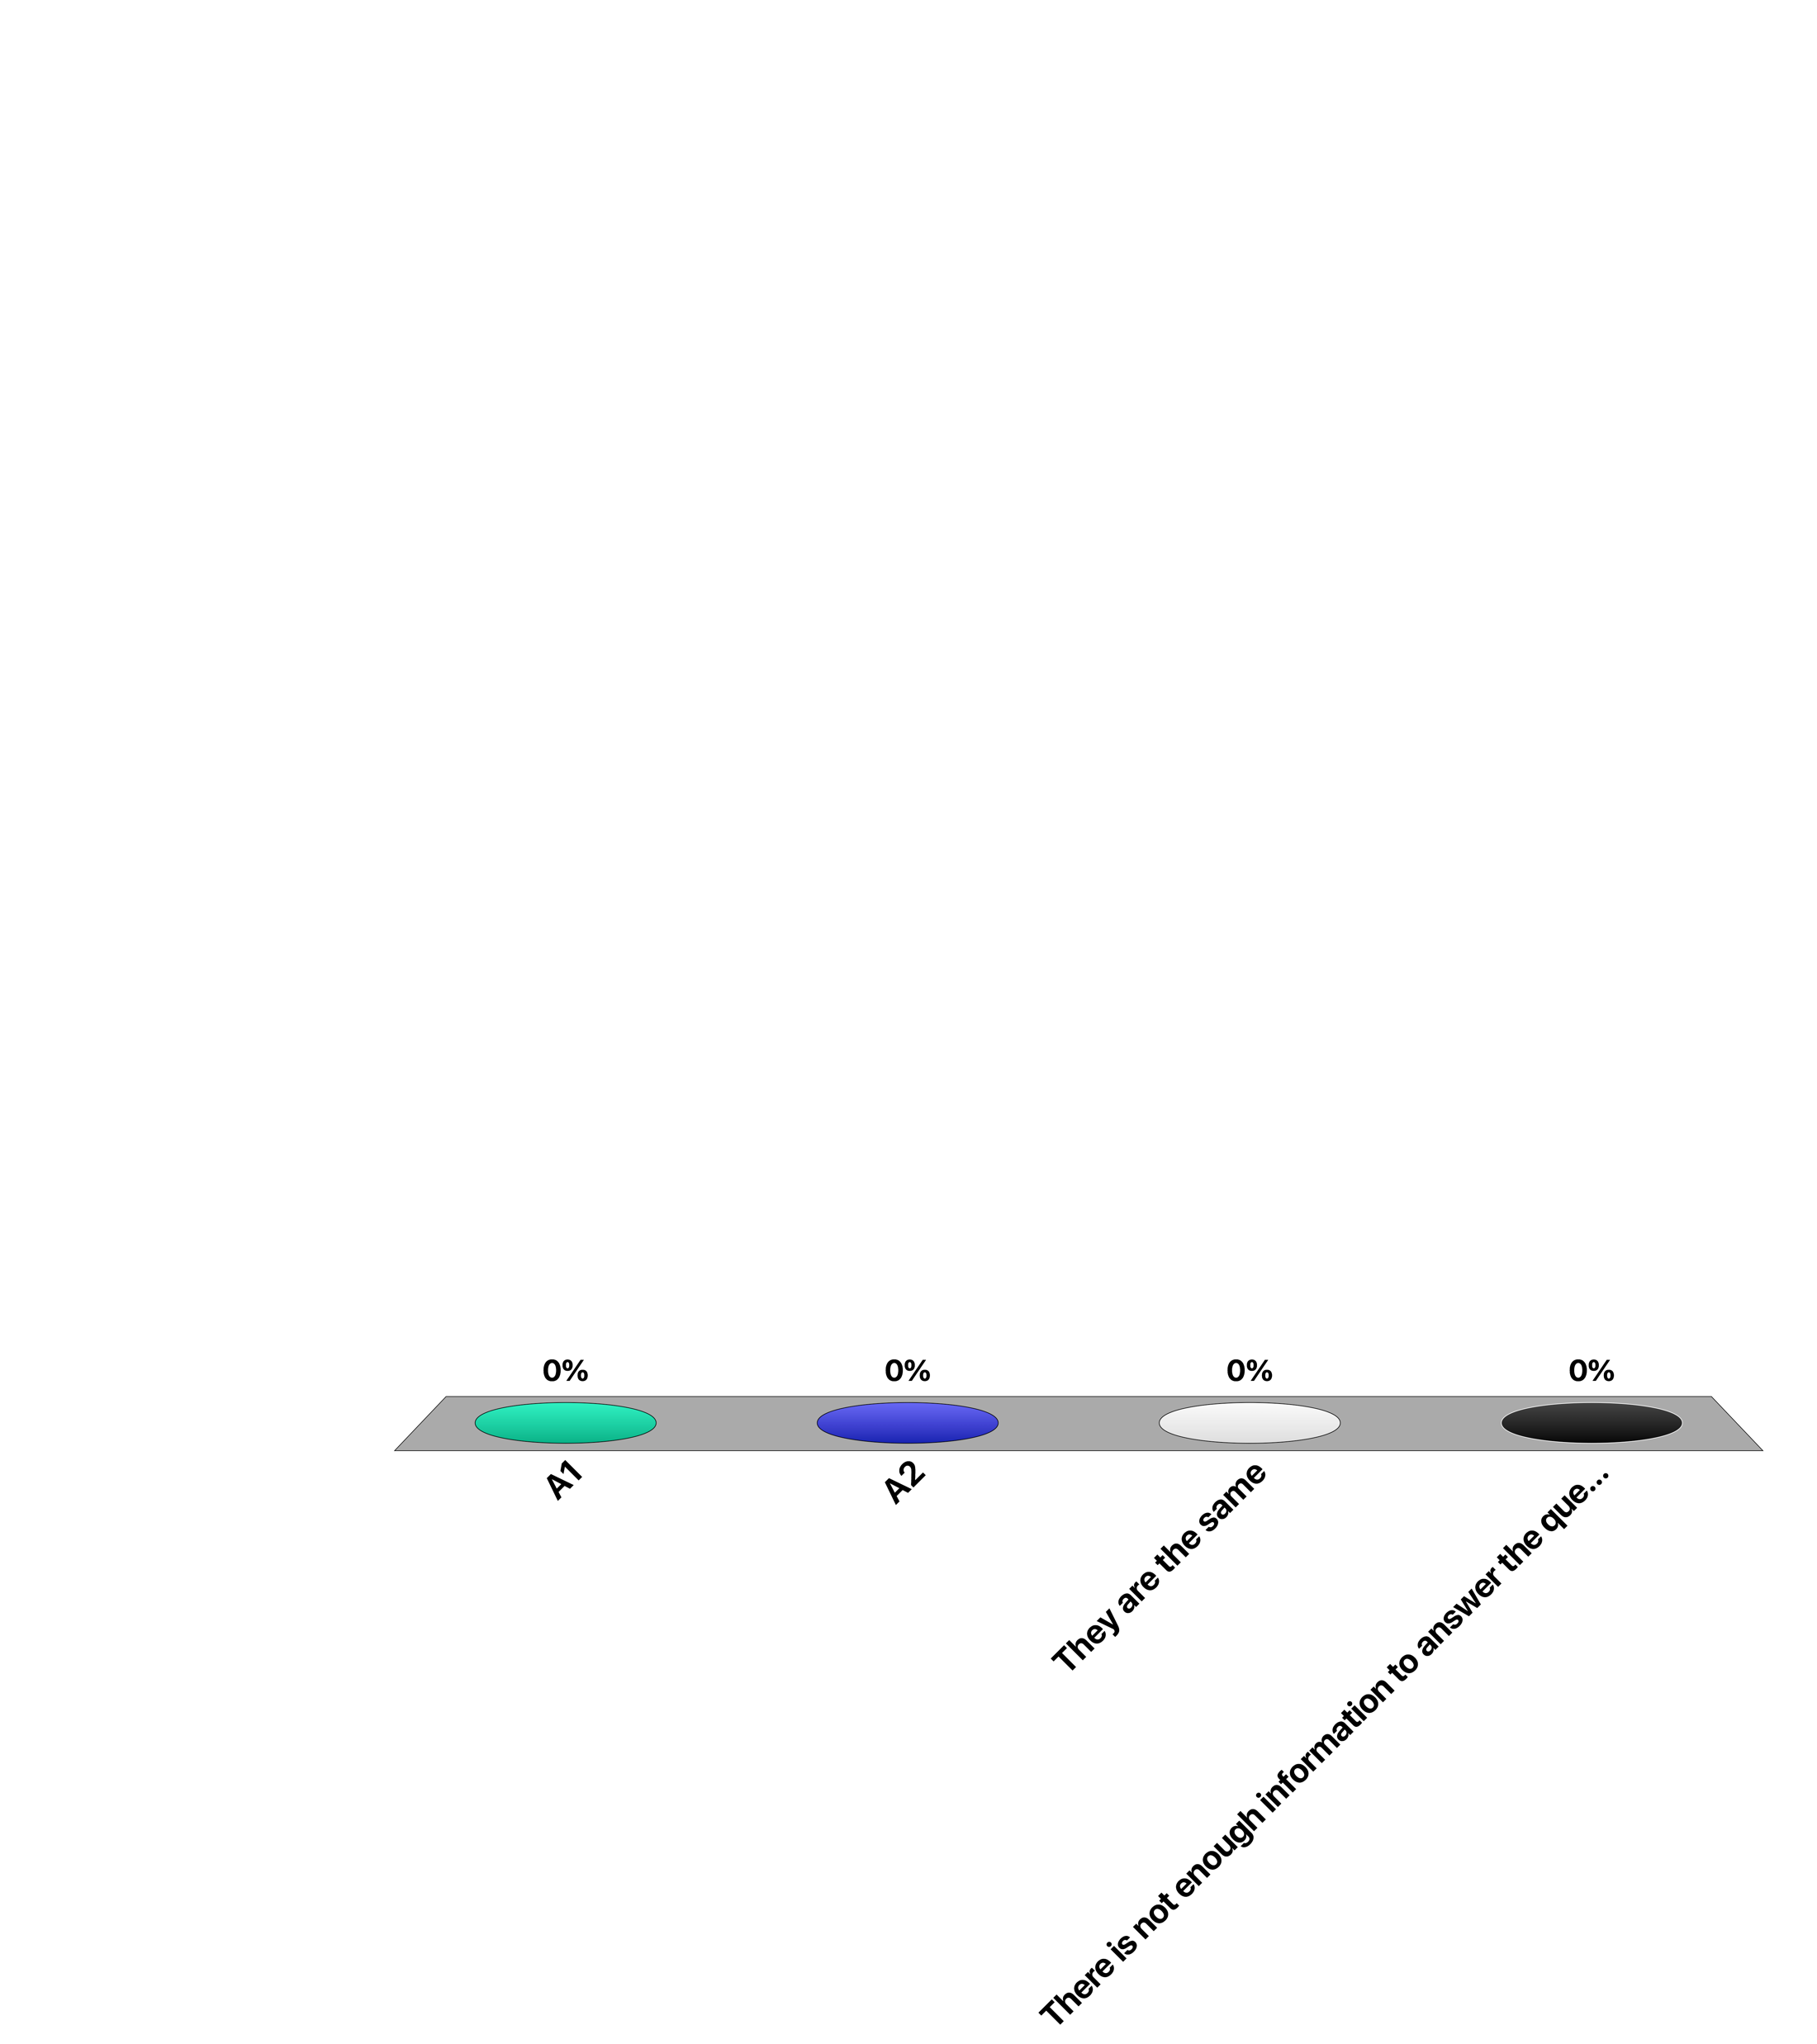 0%
0%
0%
0%
A1
A2
They are the same
There is not enough information to answer the que...